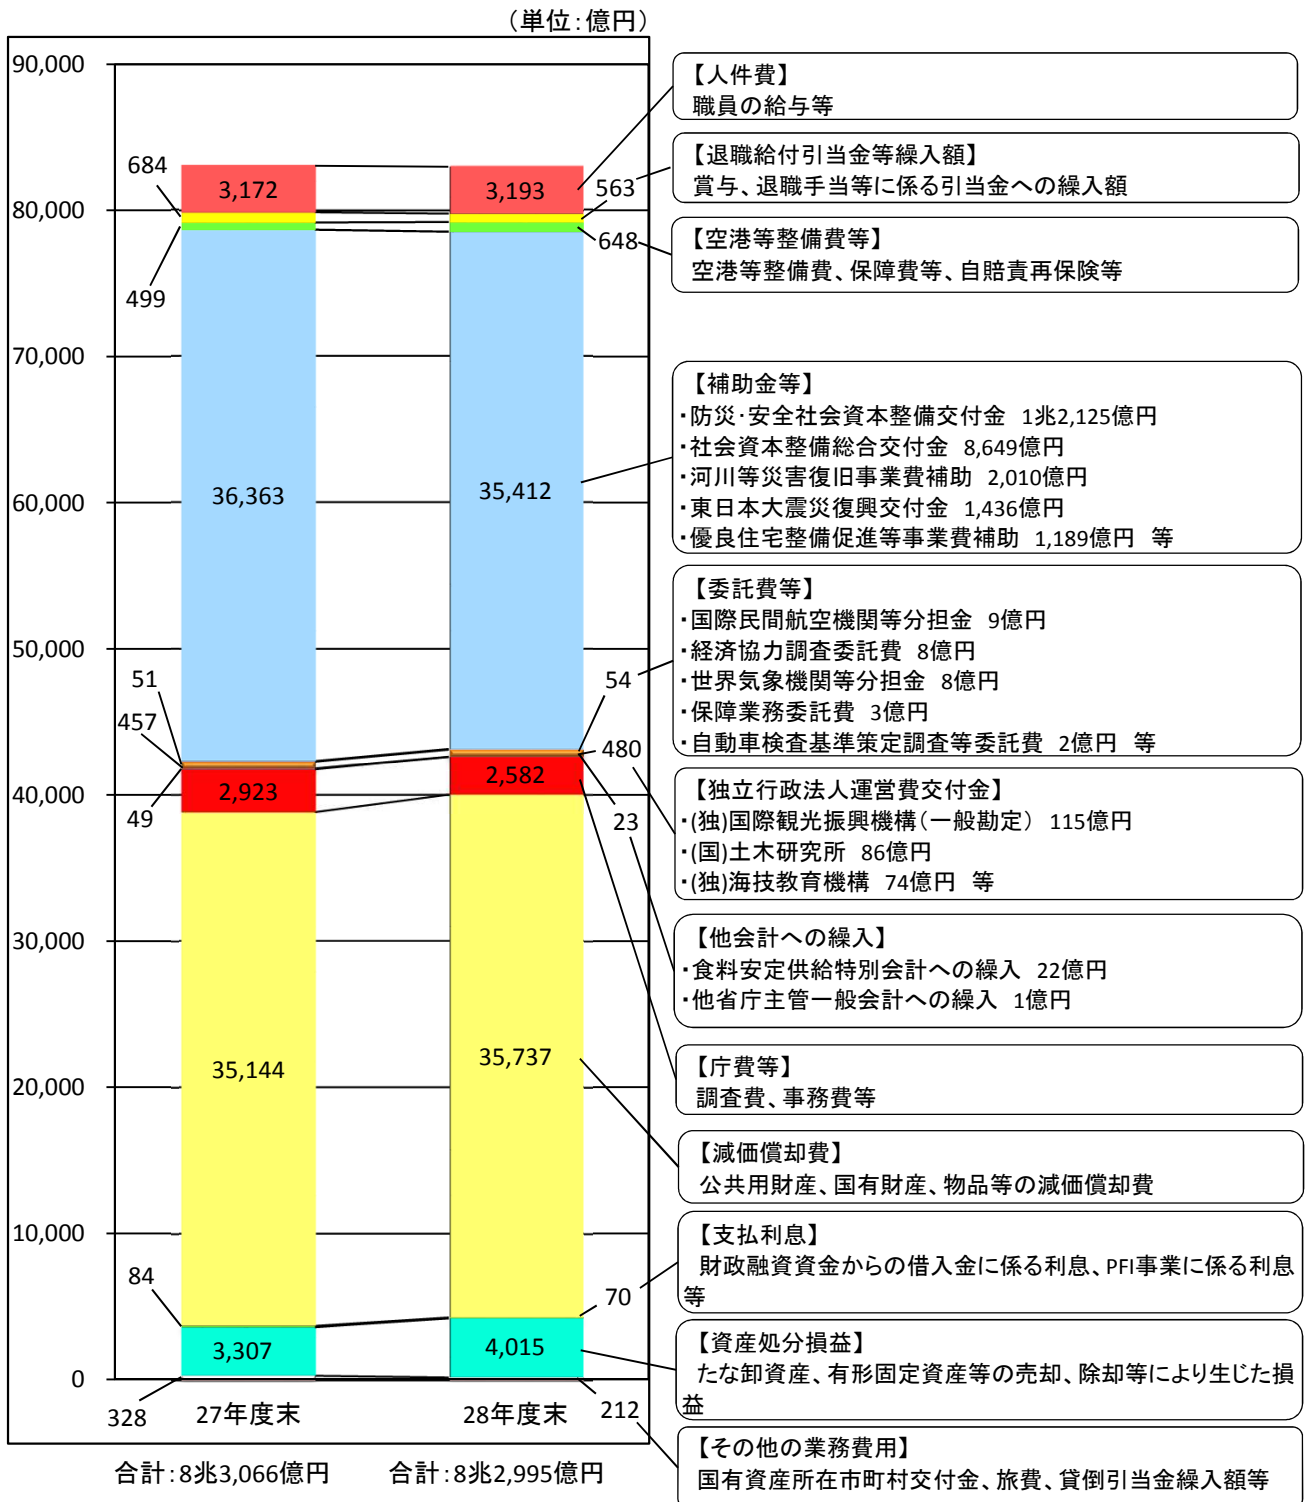 （単位：億円）
90,000
80,000
70,000
60,000
50,000
40,000
30,000
20,000
10,000
0
684
3,172
499
36,363
51
457
2,923
49
35,144
84
3,307
328
27年度末
3,193
563
648
35,412
54
480
2,582
23
35,737
70
4,015
212
28年度末
合計：8兆3,066億円
合計：8兆2,995億円
【人件費】
職員の給与等
【退職給付引当金等繰入額】
賞与、退職手当等に係る引当金への繰入額
【空港等整備費等】
空港等整備費、保障費等、自賠責再保険等
【補助金等】
・防災・安全社会資本整備交付金 1兆2,125億円
・社会資本整備総合交付金 8,649億円
・河川等災害復旧事業費補助 2,010億円
・東日本大震災復興交付金 1,436億円
・優良住宅整備促進等事業費補助 1,189億円 等
【委託費等】
・国際民間航空機関等分担金 9億円
・経済協力調査委託費 8億円
・世界気象機関等分担金 8億円
・保障業務委託費 3億円
・自動車検査基準策定調査等委託費 2億円 等
【独立行政法人運営費交付金】
・(独)国際観光振興機構（一般勘定） 115億円
・(国)土木研究所 86億円
・(独)海技教育機構 74億円 等
【他会計への繰入】
・食料安定供給特別会計への繰入 22億円
・他省庁主管一般会計への繰入 1億円
【庁費等】
調査費、事務費等
【減価償却費】
公共用財産、国有財産、物品等の減価償却費
【支払利息】
財政融資資金からの借入金に係る利息、PFI事業に係る利息
等
【資産処分損益】
たな卸資産、有形固定資産等の売却、除却等により生じた損
益
【その他の業務費用】
国有資産所在市町村交付金、旅費、貸倒引当金繰入額等